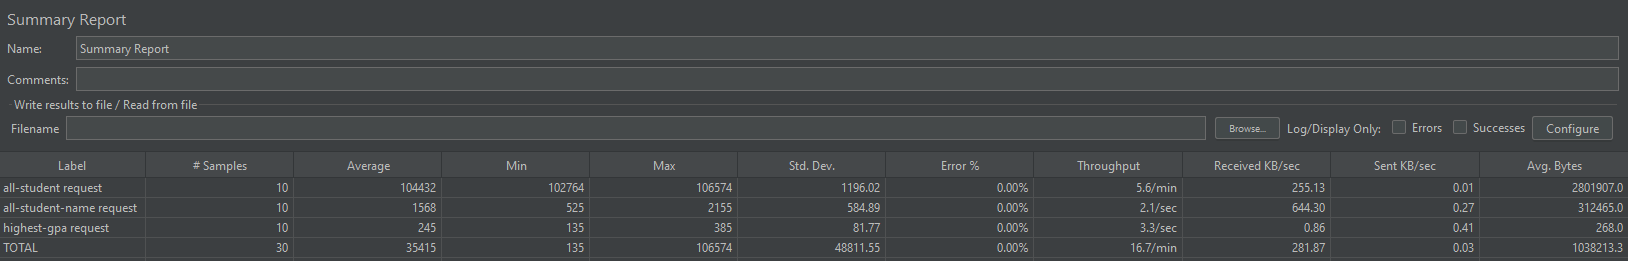 Summary Report
Name: Summary Report
Comments:
Write results to file / Read from file
Filename Browse... Log/Display Only: Errors Successes Configure
Label # Samples Average Min Max Std. Dev. Error % Throughput Received KB/sec Sent KB/sec Avg. Bytes
all-student request 10 104432 102764 106574 1196.02 0.00% 5.6/min 255.13 0.01 2801907.0
all-student-name request 10 1568 525 2155 584.89 0.00% 2.1/sec 644.30 0.27 312465.0
highest-gpa request 10 245 135 385 81.77 0.00% 3.3/sec 0.86 0.41 268.0
TOTAL 30 35415 135 106574 48811.55 0.00% 16.7/min 281.87 0.03 1038213.3